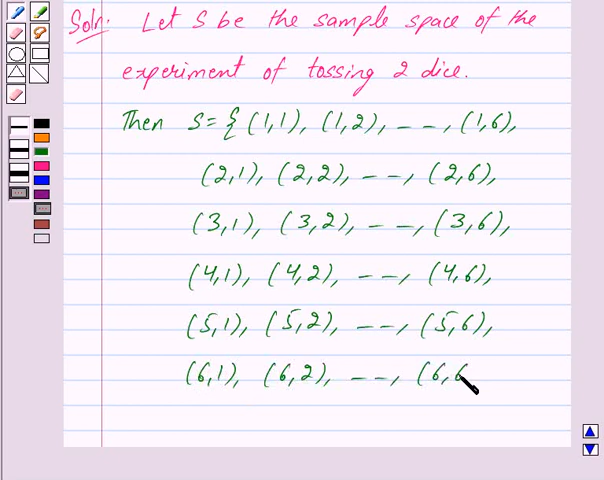 Soln: Let S be the sample space of the
experiment of tossing 2 dice.
Then S = { (1,1), (1,2), – –, (1,6),
(2,1), (2,2), – –, (2,6),
(3,1), (3,2), – –, (3,6),
(4,1), (4,2), – –, (4,6),
(5,1), (5,2), – –, (5,6),
(6,1), (6,2), – –, (6,6